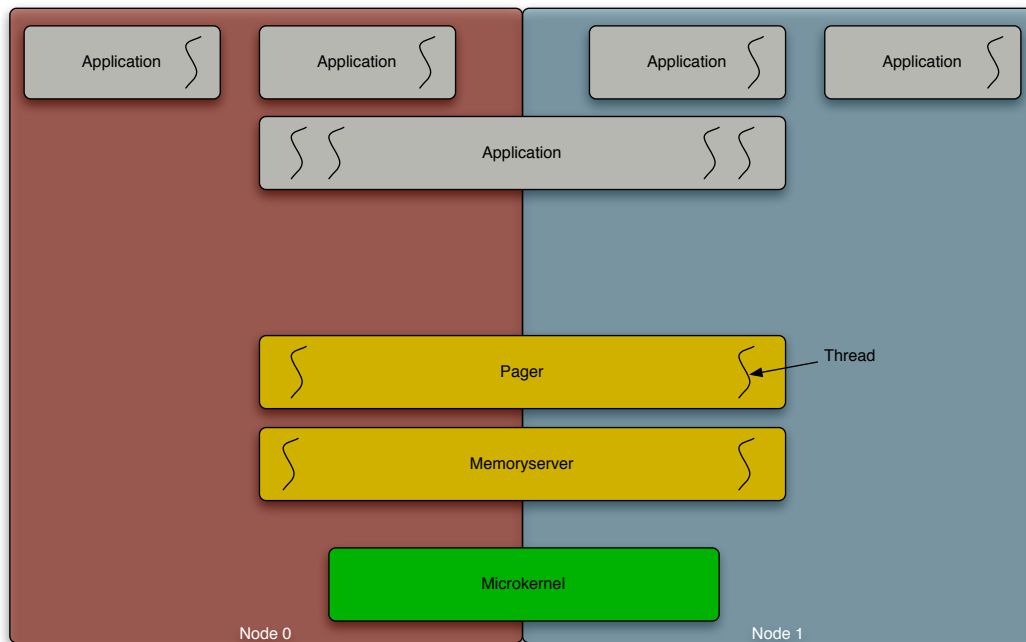 Application
Application
Application
Application
Application
Pager
Thread
Memoryserver
Microkernel
Node 0
Node 1